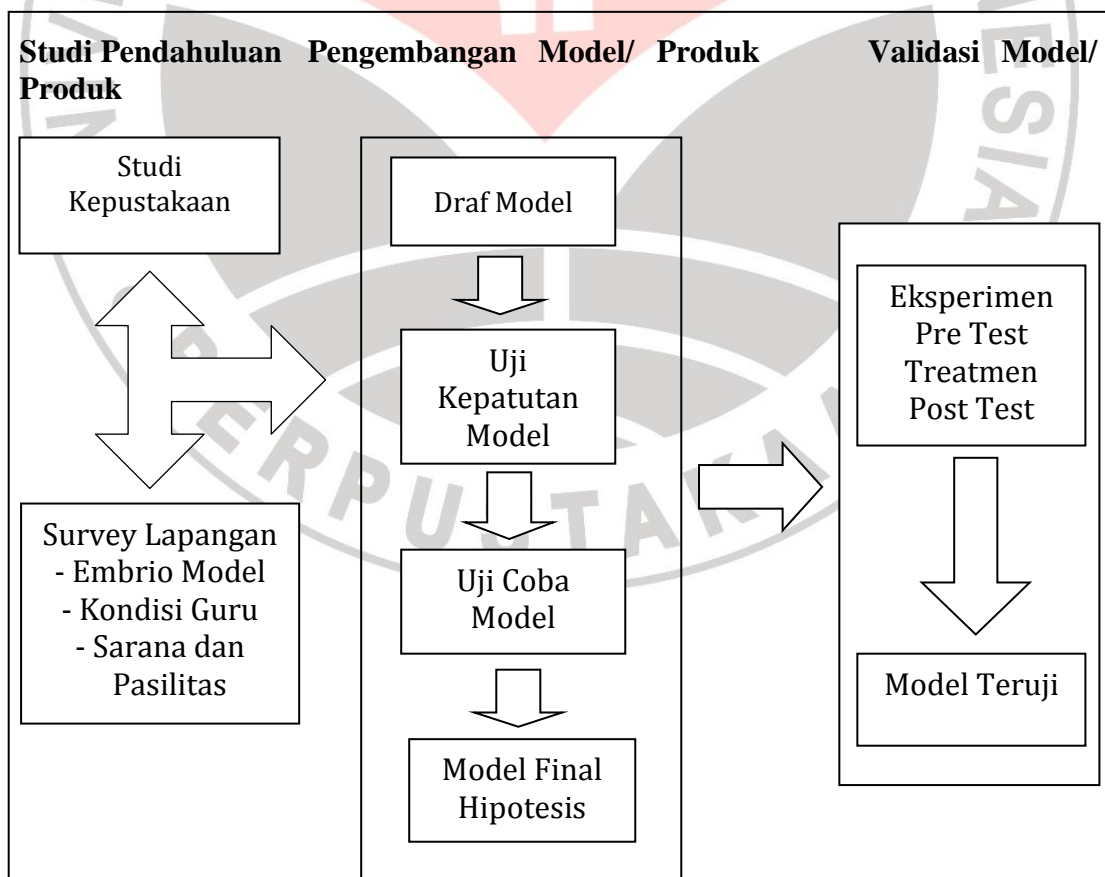 Studi Pendahuluan Pengembangan Model/ Produk Validasi Model/
Produk
Studi
Kepustakaan
Survey Lapangan
- Embrio Model
- Kondisi Guru
- Sarana dan
Pasilitas
Draf Model
Uji
Kepatutan
Model
Uji Coba
Model
Model Final
Hipotesis
Eksperimen
Pre Test
Treatmen
Post Test
Model Teruji
PERPUSTAKAAN